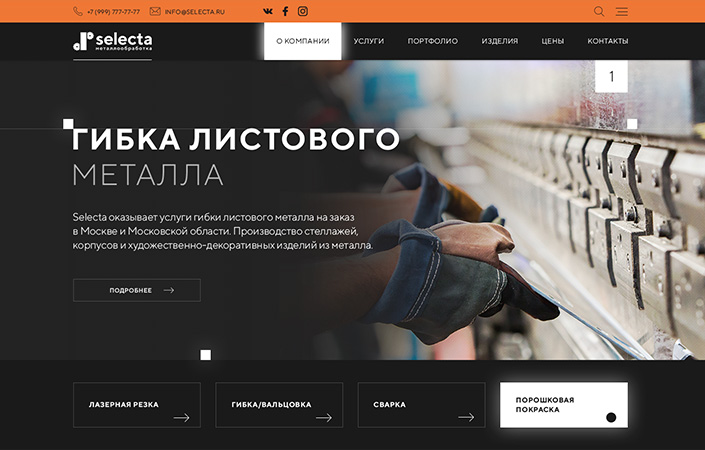 +7 (999) 777-77-77
INFO@SELECTA.RU
selecta
металлообработка
О КОМПАНИИ
УСЛУГИ
ПОРТФОЛИО
ИЗДЕЛИЯ
ЦЕНЫ
КОНТАКТЫ
1
ГИБКА ЛИСТОВОГО
МЕТАЛЛА
Selecta оказывает услуги гибки листового металла на заказ
в Москве и Московской области. Производство стеллажей,
корпусов и художественно-декоративных изделий из металла.
ПОДРОБНЕЕ
ЛАЗЕРНАЯ РЕЗКА
ГИБКА/ВАЛЬЦОВКА
СВАРКА
ПОРОШКОВАЯ
ПОКРАСКА